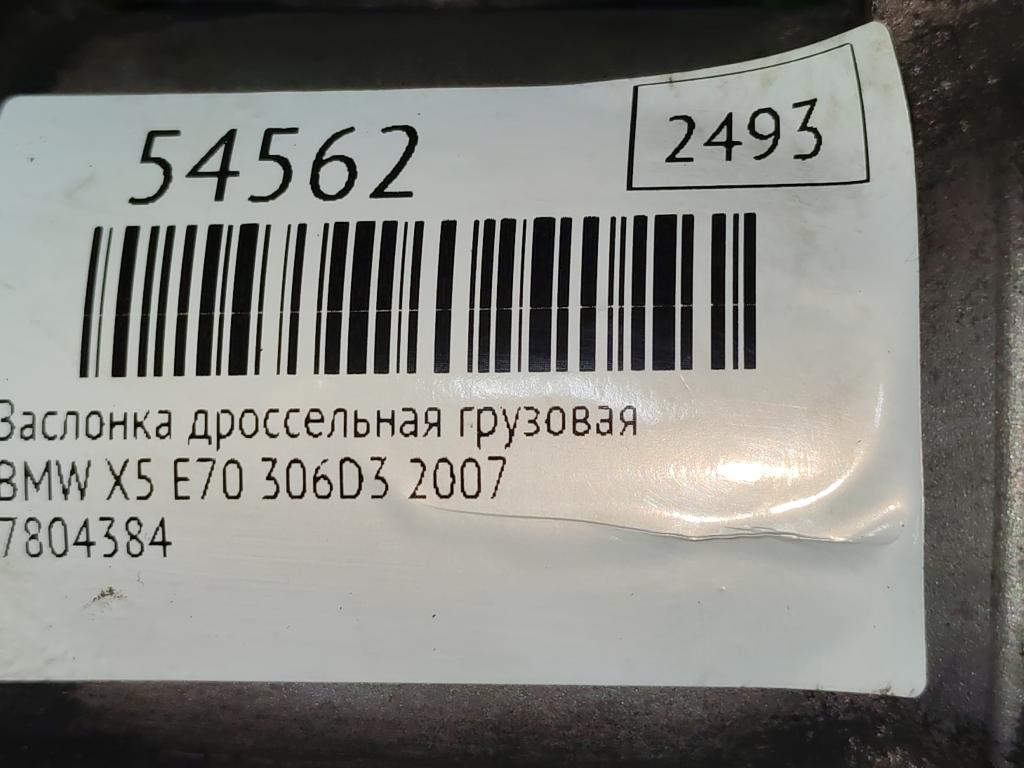 54562
2493
Заслонка дроссельная грузовая
BMW X5 E70 306D3 2007
7804384